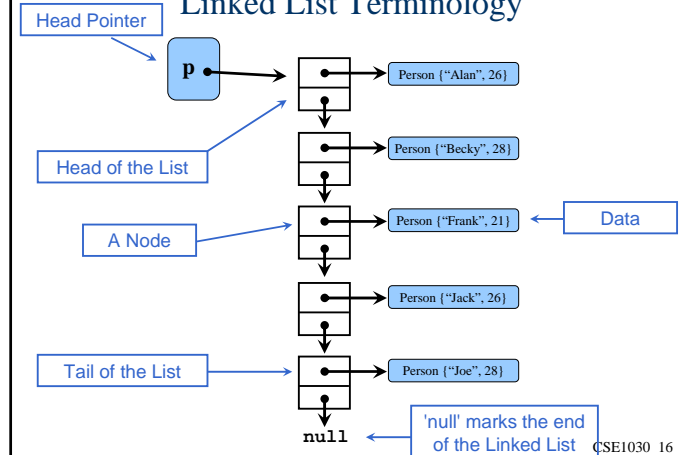 Linked List Terminology
Head Pointer
p
Person {“Alan”, 26}
Head of the List
Person {“Becky”, 28}
A Node
Person {“Frank”, 21}
Data
Person {“Jack”, 26}
Tail of the List
Person {“Joe”, 28}
null
'null' marks the end
of the Linked List
CSE1030 16